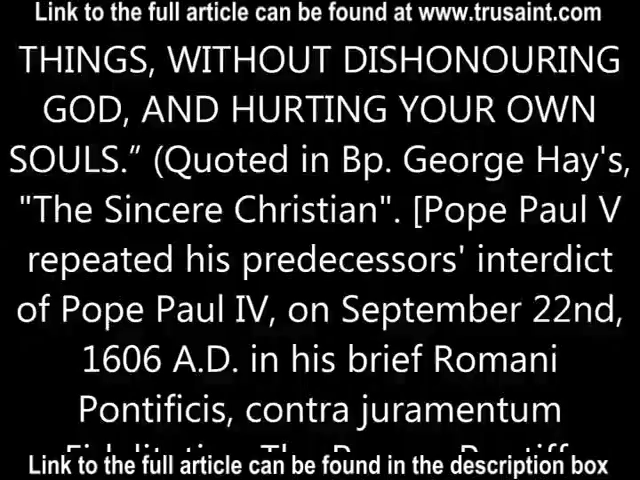 Link to the full article can be found at www.trusaint.com
THINGS, WITHOUT DISHONOURING
GOD, AND HURTING YOUR OWN
SOULS.” (Quoted in Bp. George Hay's,
"The Sincere Christian". [Pope Paul V
repeated his predecessors' interdict
of Pope Paul IV, on September 22nd,
1606 A.D. in his brief Romani
Pontificis, contra juramentum
Link to the full article can be found in the description box